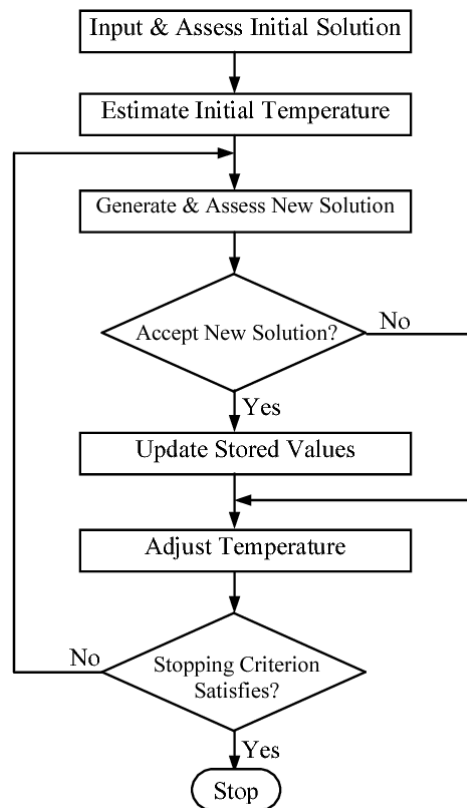 Input & Assess Initial Solution
Estimate Initial Temperature
Generate & Assess New Solution
Accept New Solution?
No
Yes
Update Stored Values
Adjust Temperature
No
Stopping Criterion
Satisfies?
Yes
Stop